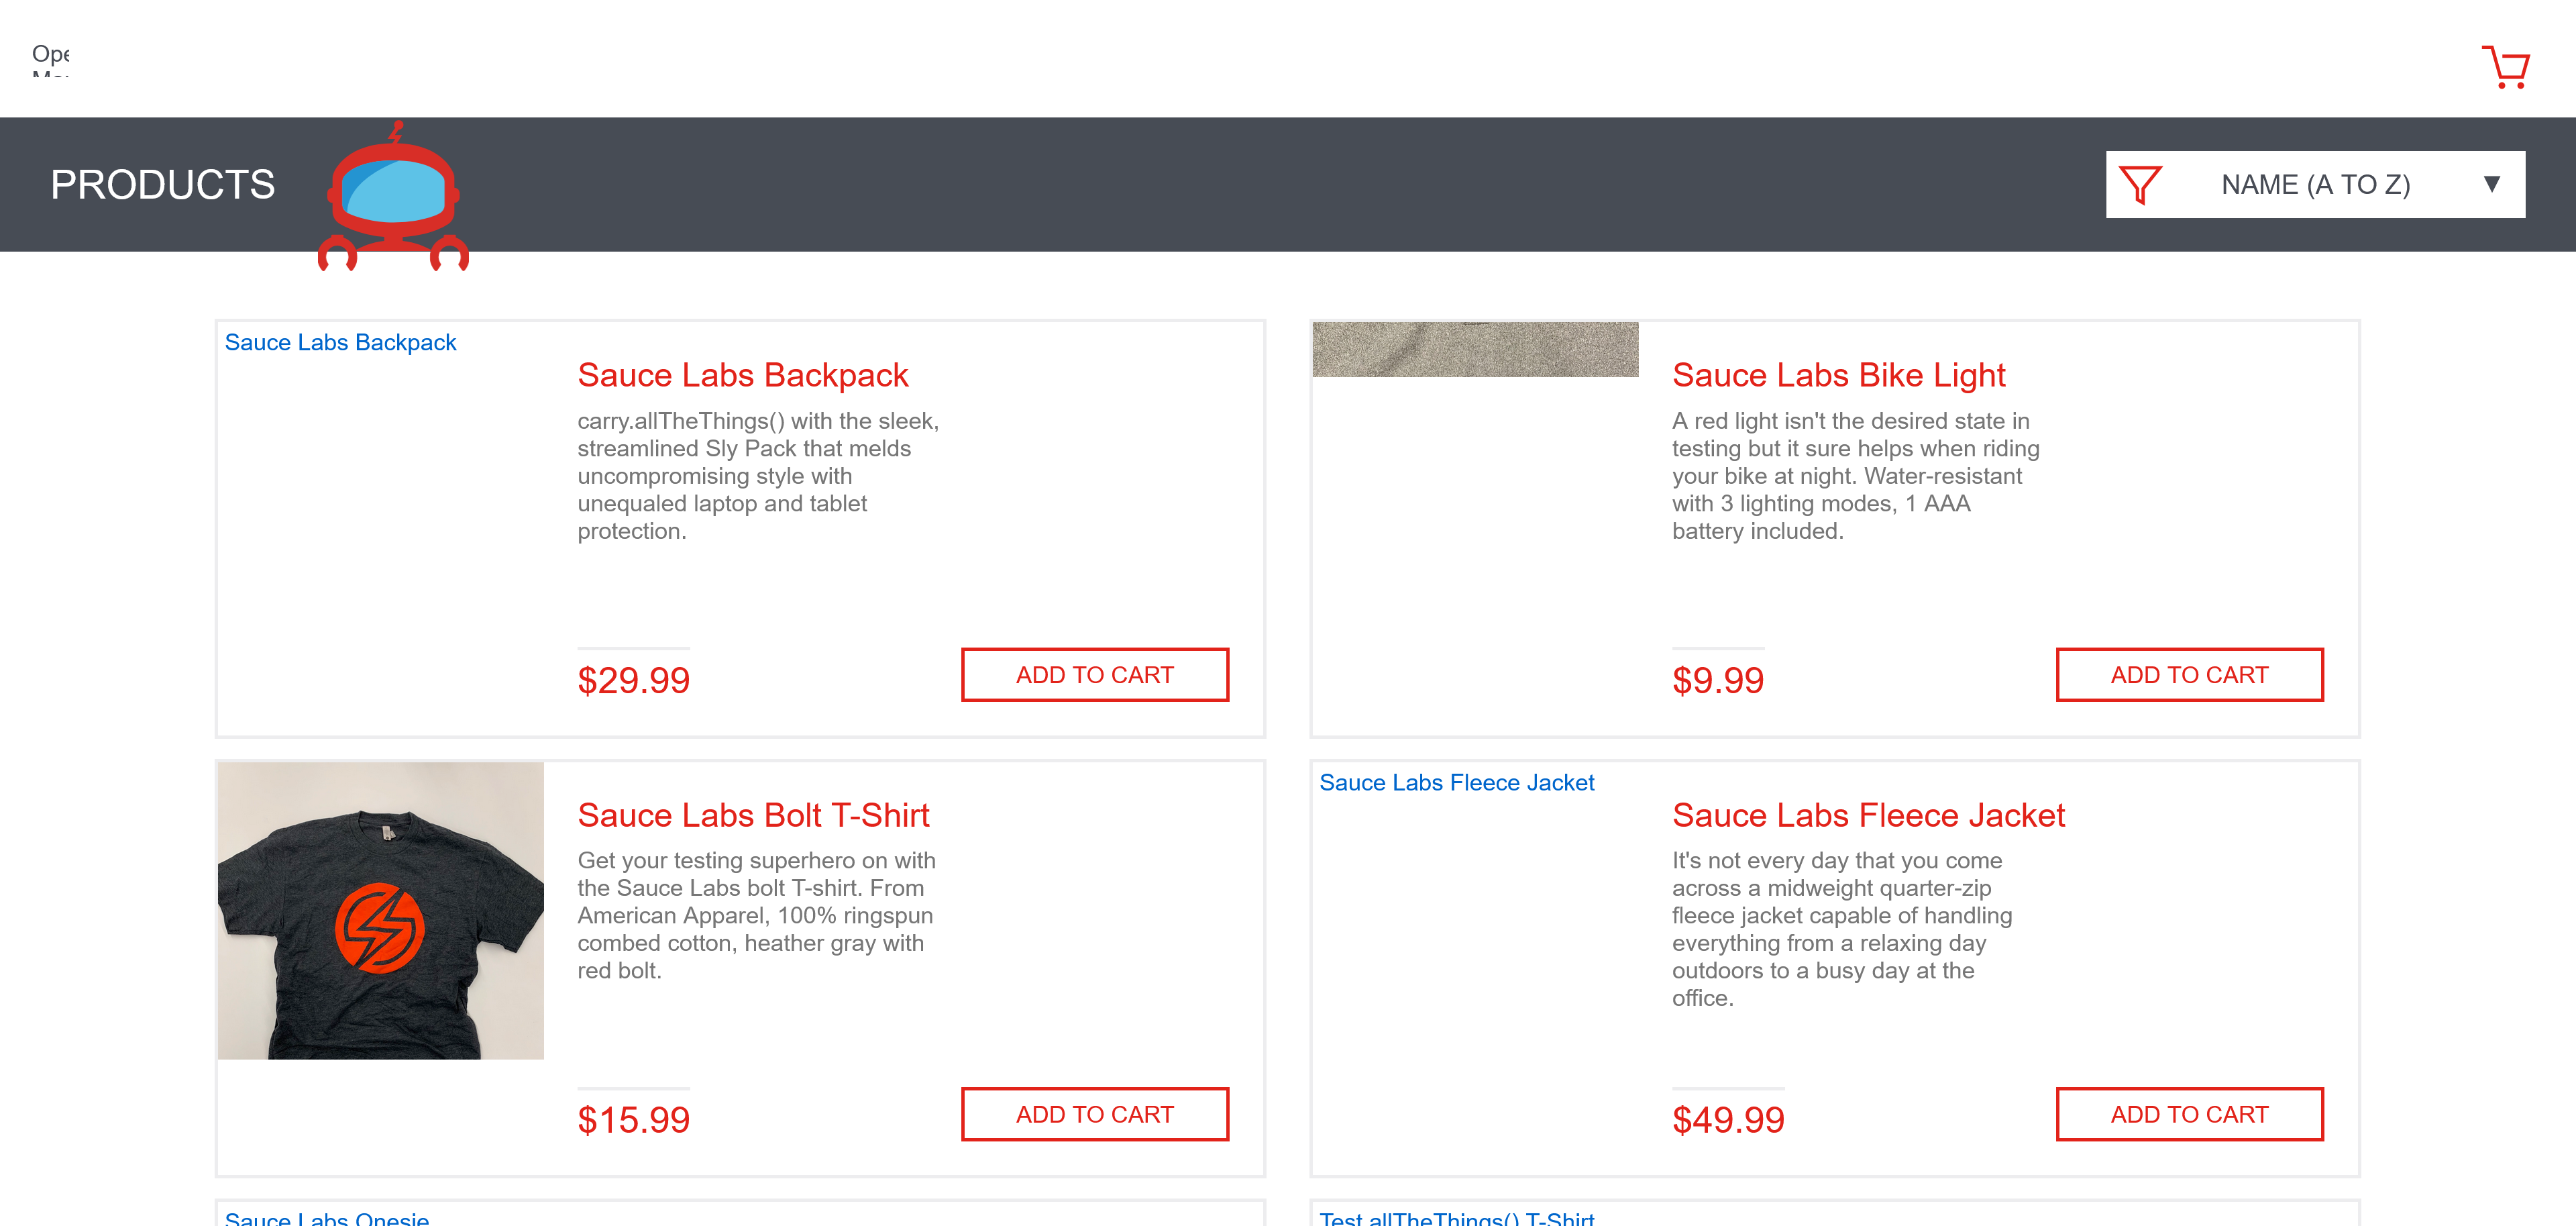 Ope
PRODUCTS
NAME (A TO Z) ▼
Sauce Labs Backpack
Sauce Labs Backpack
carry.allTheThings() with the sleek,
streamlined Sly Pack that melds
uncompromising style with
unequaled laptop and tablet
protection.
$29.99
ADD TO CART
Sauce Labs Bike Light
A red light isn't the desired state in
testing but it sure helps when riding
your bike at night. Water-resistant
with 3 lighting modes, 1 AAA
battery included.
$9.99
ADD TO CART
Sauce Labs Bolt T-Shirt
Get your testing superhero on with
the Sauce Labs bolt T-shirt. From
American Apparel, 100% ringspun
combed cotton, heather gray with
red bolt.
$15.99
ADD TO CART
Sauce Labs Fleece Jacket
Sauce Labs Fleece Jacket
It's not every day that you come
across a midweight quarter-zip
fleece jacket capable of handling
everything from a relaxing day
outdoors to a busy day at the
office.
$49.99
ADD TO CART
Sauce Labs Onesie
Test.allTheThings() T-Shirt